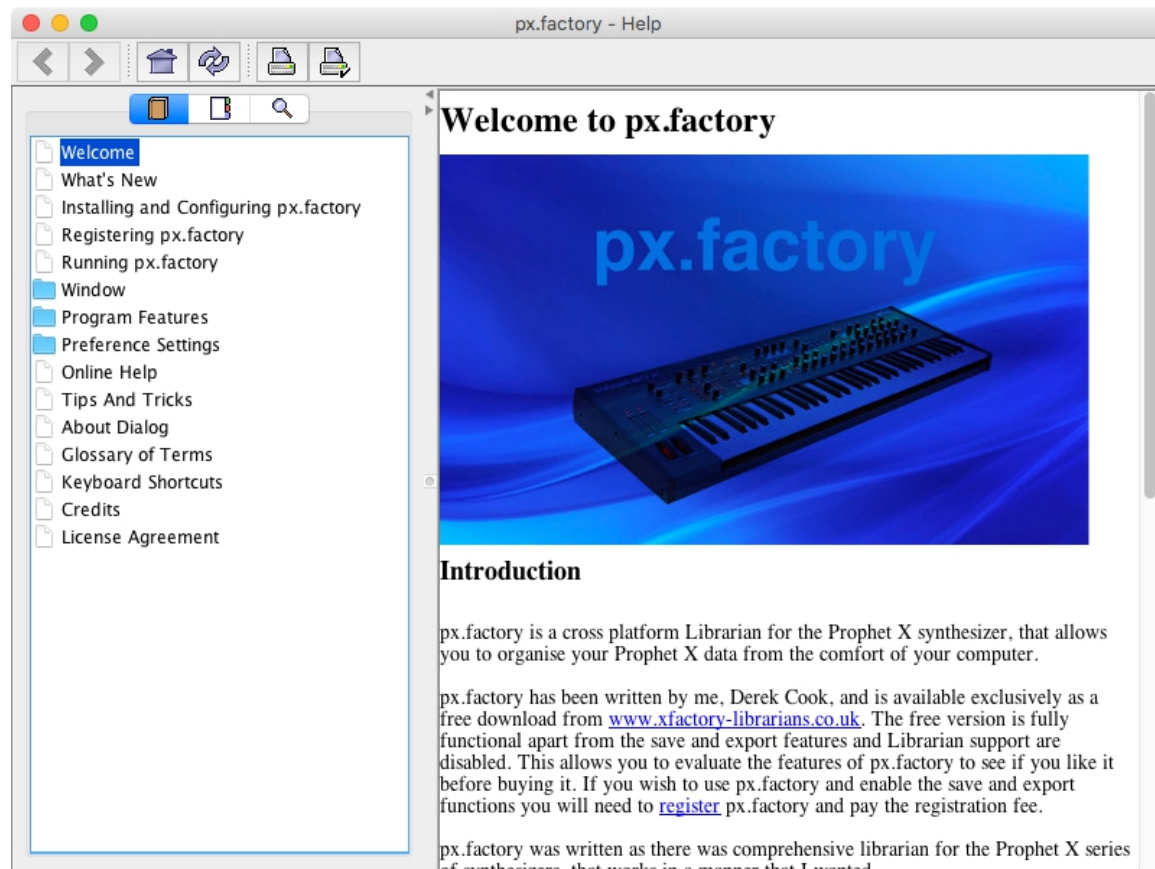 px.factory - Help
Welcome
What's New
Installing and Configuring px.factory
Registering px.factory
Running px.factory
Window
Program Features
Preference Settings
Online Help
Tips And Tricks
About Dialog
Glossary of Terms
Keyboard Shortcuts
Credits
License Agreement
Welcome to px.factory
px.factory
Introduction
px.factory is a cross platform Librarian for the Prophet X synthesizer, that allows
you to organise your Prophet X data from the comfort of your computer.
px.factory has been written by me, Derek Cook, and is available exclusively as a
free download from www.xfactory-librarians.co.uk. The free version is fully
functional apart from the save and export features and Librarian support are
disabled. This allows you to evaluate the features of px.factory to see if you like it
before buying it. If you wish to use px.factory and enable the save and export
functions you will need to register px.factory and pay the registration fee.
px.factory was written as there was comprehensive librarian for the Prophet X series
of synthesizers, that works in a manner that I wanted.